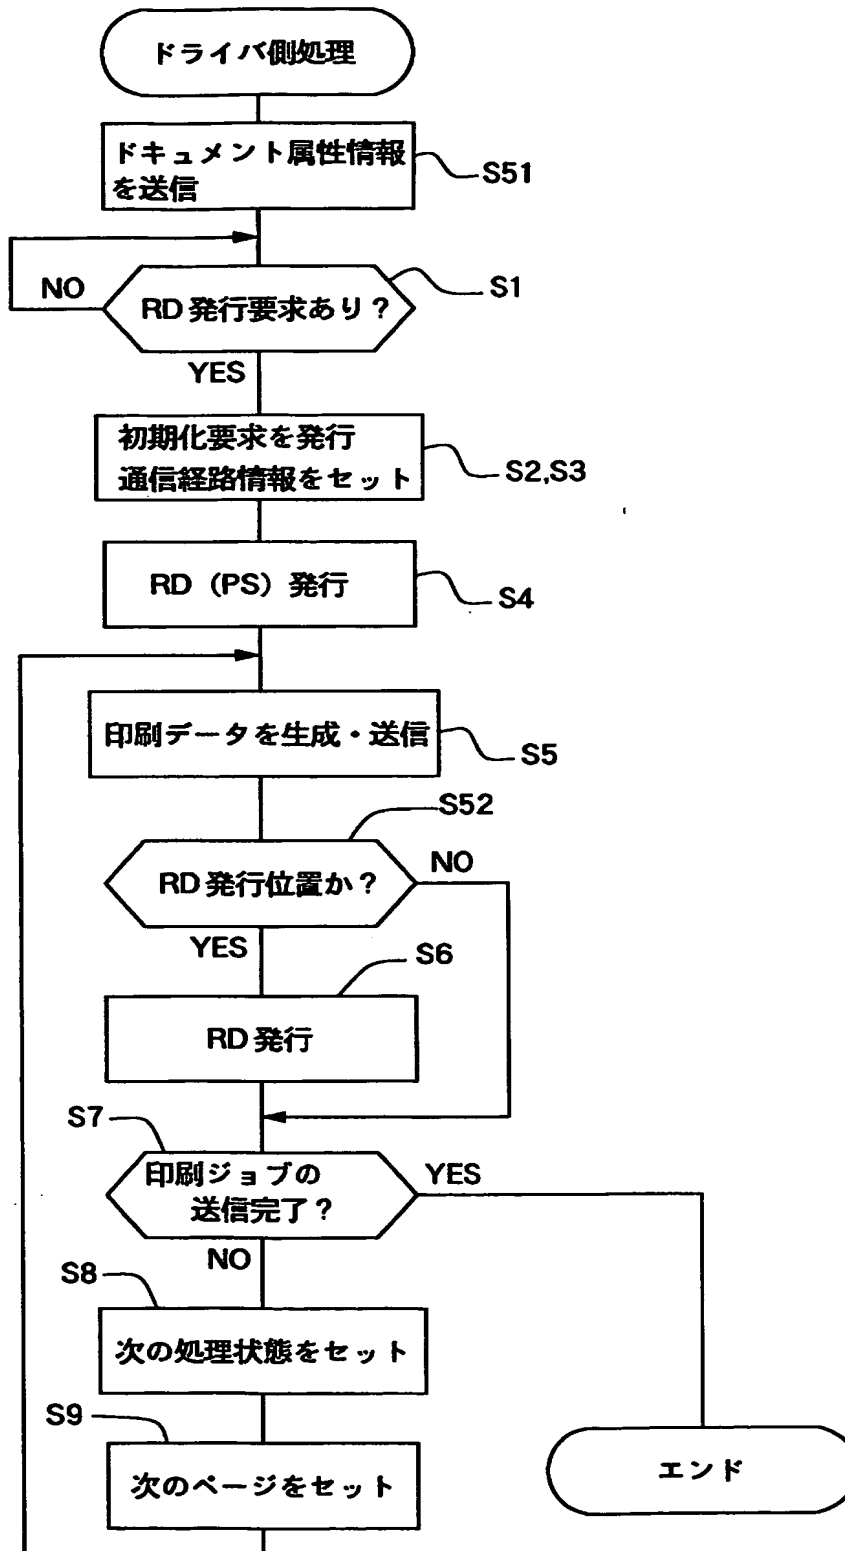 ドライバ側処理
ドキュメント属性情報
を送信
S51
NO
RD発行要求あり?
S1
YES
初期化要求を発行
通信経路情報をセット
S2,S3
RD(PS)発行
S4
印刷データを生成・送信
S5
S52
RD発行位置か?
NO
YES
S6
RD発行
S7
印刷ジョブの
送信完了?
YES
NO
S8
次の処理状態をセット
S9
次のページをセット
エンド